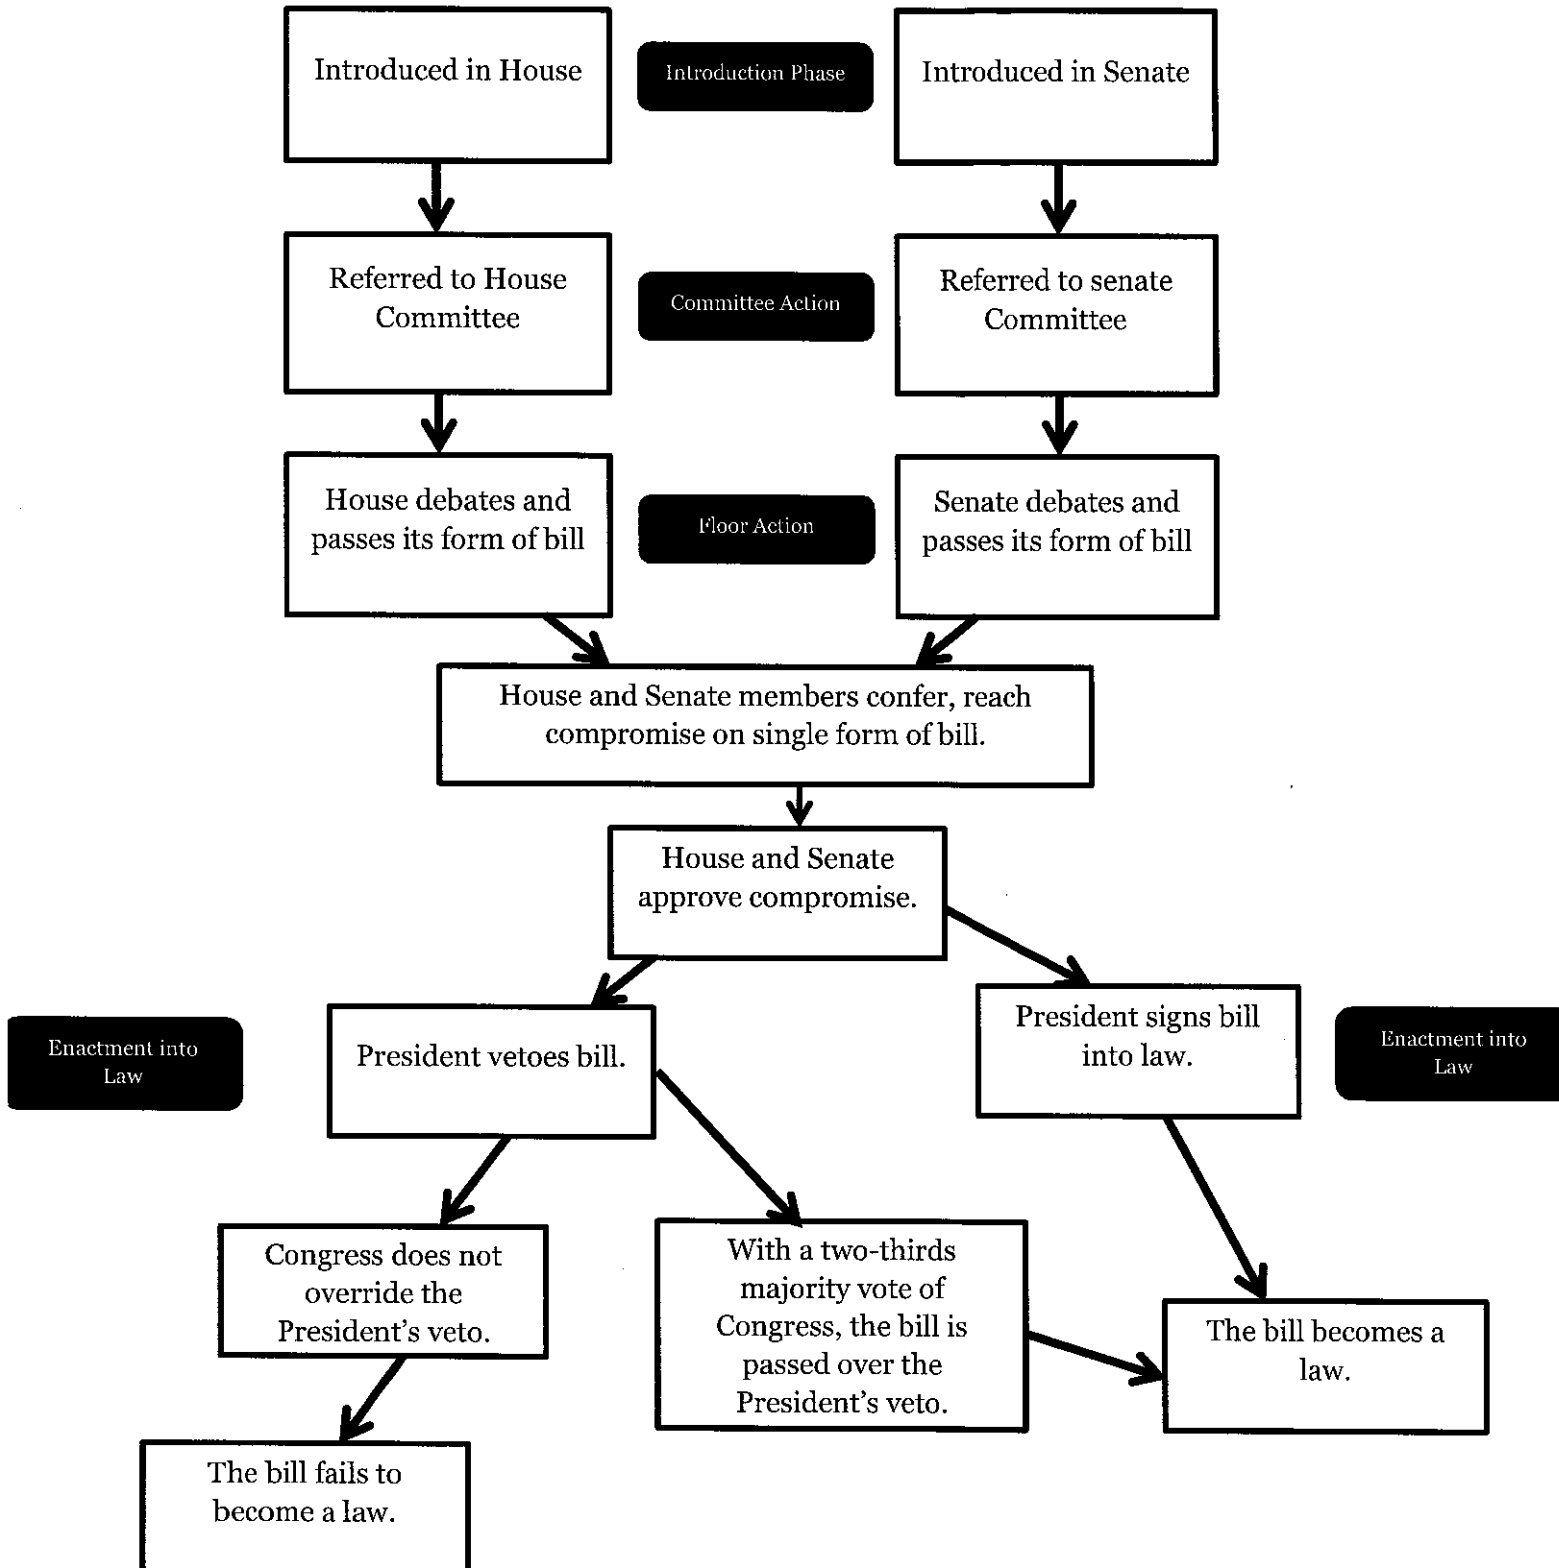 Introduced in House
Introduction Phase
Introduced in Senate
Referred to House
Committee
Committee Action
Referred to senate
Committee
House debates and
passes its form of bill
Floor Action
Senate debates and
passes its form of bill
House and Senate members confer, reach
compromise on single form of bill.
House and Senate
approve compromise.
Enactment into
Law
President vetoes bill.
President signs bill
into law.
Enactment into
Law
Congress does not
override the
President's veto.
With a two-thirds
majority vote of
Congress, the bill is
passed over the
President's veto.
The bill becomes a
law.
The bill fails to
become a law.